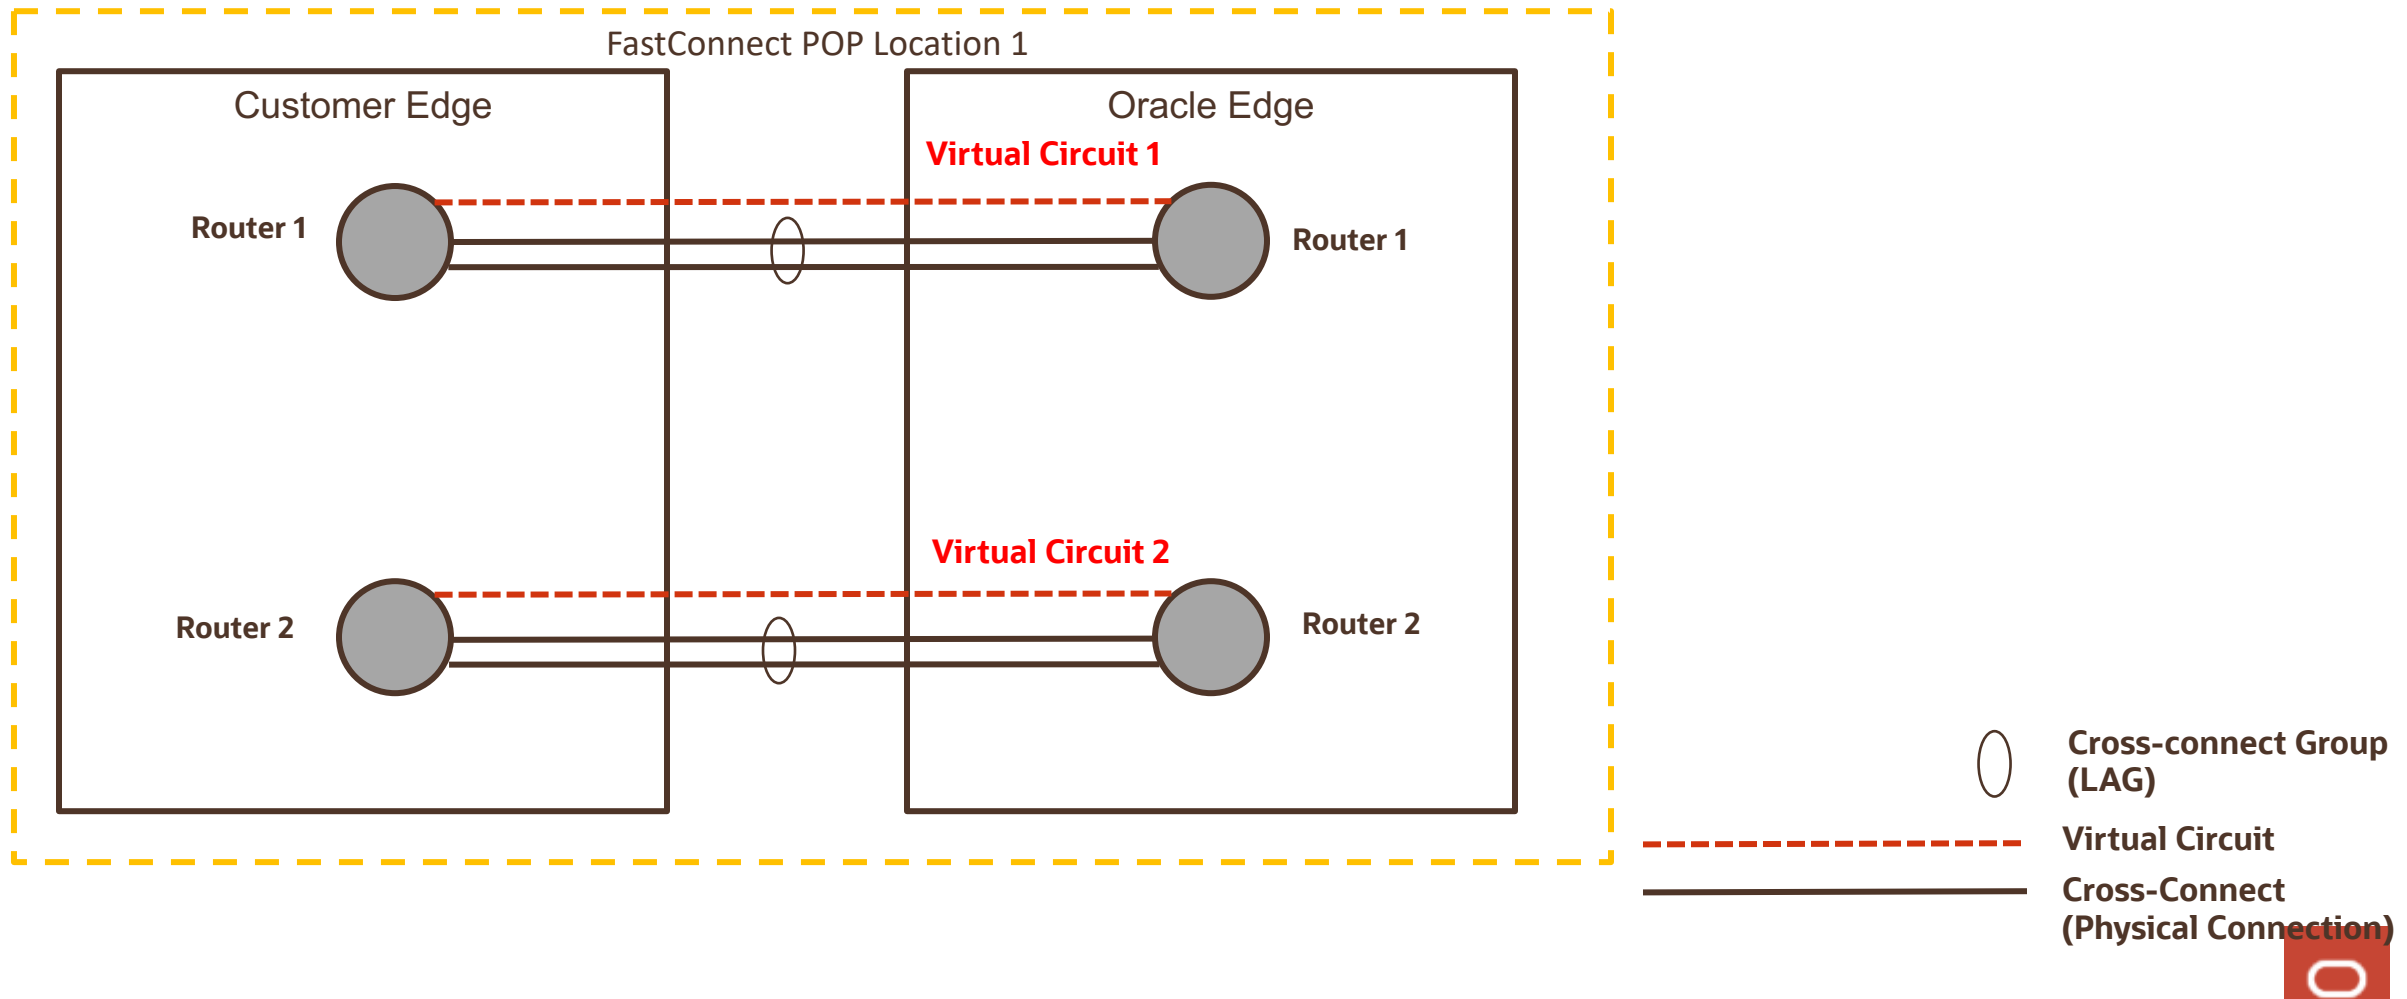 FastConnect POP Location 1
Customer Edge
Oracle Edge
Virtual Circuit 1
Router 1
Router 1
Virtual Circuit 2
Router 2
Router 2
Cross-connect Group
(LAG)
Virtual Circuit
Cross-Connect
(Physical Connection)